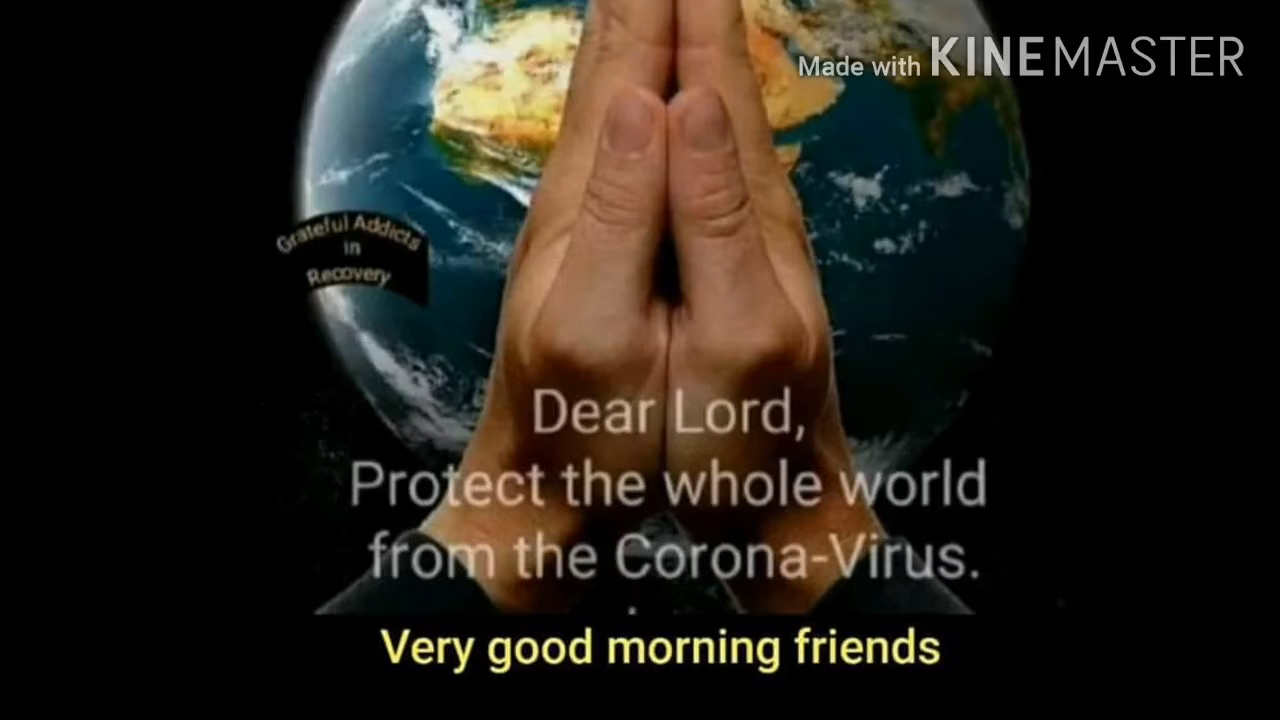 Made with KINEMASTER
Grateful Addicts
in
Recovery
Dear Lord,
Protect the whole world
from the Corona-Virus.
Very good morning friends